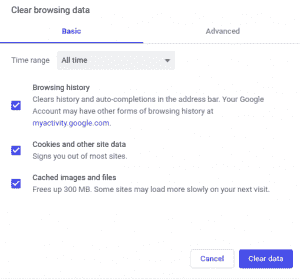 Clear browsing data
Basic
Advanced
Time range
All time
Browsing history
Clears history and auto-completions in the address bar. Your Google
Account may have other forms of browsing history at
myactivity.google.com.
Cookies and other site data
Signs you out of most sites.
Cached images and files
Frees up 300 MB. Some sites may load more slowly on your next visit.
Cancel
Clear data